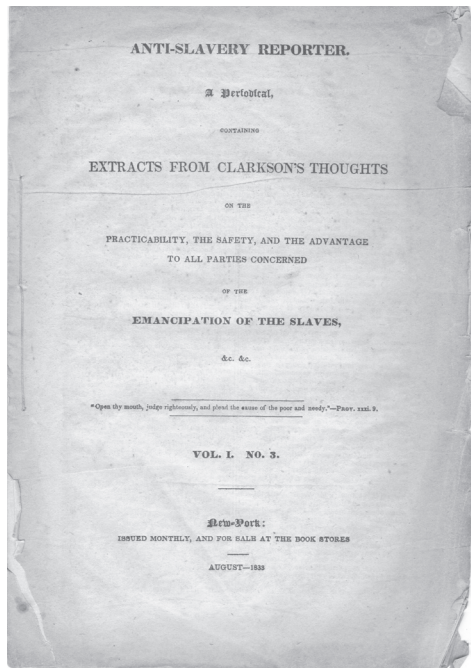 ANTI-SLAVERY REPORTER.
A Periodical,
CONTAINING
EXTRACTS FROM CLARKSON'S THOUGHTS
ON THE
PRACTICABILITY, THE SAFETY, AND THE ADVANTAGE
TO ALL PARTIES CONCERNED
OF THE
EMANCIPATION OF THE SLAVES,
&c. &c.
"Open thy mouth, judge righteously, and plead the cause of the poor and needy."—PROV. xxxi. 9.
VOL. I. NO. 3.
New-York:
ISSUED MONTHLY, AND FOR SALE AT THE BOOK STORES
AUGUST—1833